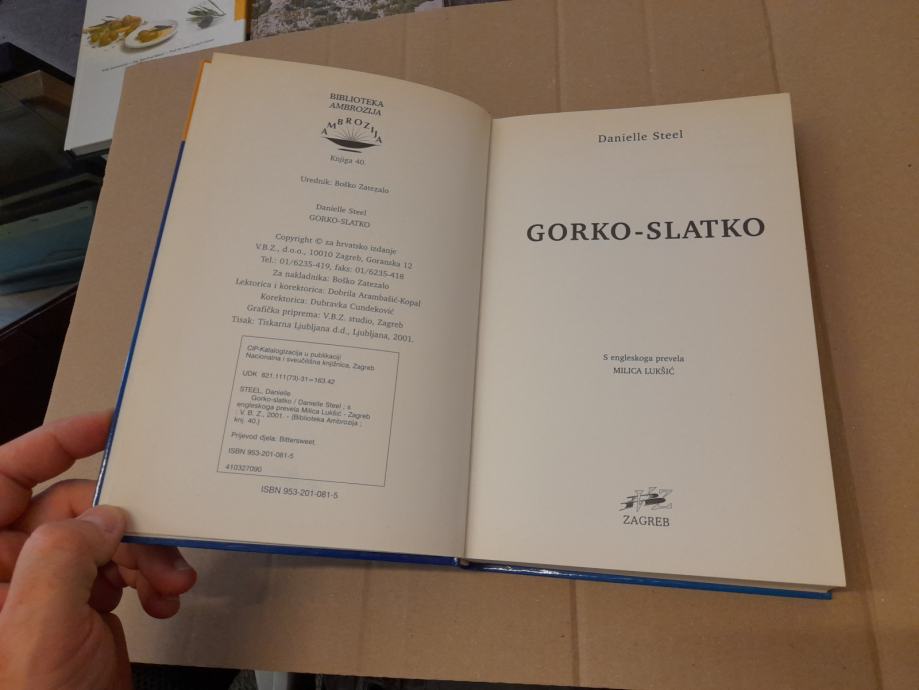 BIBLIOTEKA
AMBROZIJA
AMBROZIJA
Knjiga 40.
Urednik: Boško Zatezalo
Danielle Steel
GORKO-SLATKO
Copyright © za hrvatsko izdanje
V.B.Z., d.o.o., 10010 Zagreb, Goranska 12
Tel.: 01/6235-419, faks: 01/6235-418
Za nakladnika: Boško Zatezalo
Lektorica i korektorica: Dobrila Arambašić-Kopal
Korektorica: Dubravka Cundeković
Grafička priprema: V.B.Z. studio, Zagreb
Tisak: Tiskarna Ljubljana d.d., Ljubljana, 2001.
CIP-Katalogizacija u publikaciji
Nacionalna i sveučilišna knjižnica, Zagreb
UDK 821.111(73)-31=163.42
STEEL, Danielle
Gorko-slatko / Danielle Steel ; s
engleskoga prevela Milica Lukšić - Zagreb
: V. B. Z., 2001. - (Biblioteka Ambrozija ;
knj. 40.)
Prijevod djela: Bittersweet.
ISBN 953-201-081-5
410327090
ISBN 953-201-081-5
Danielle Steel
GORKO-SLATKO
S engleskoga prevela
MILICA LUKŠIĆ
VBZ
ZAGREB